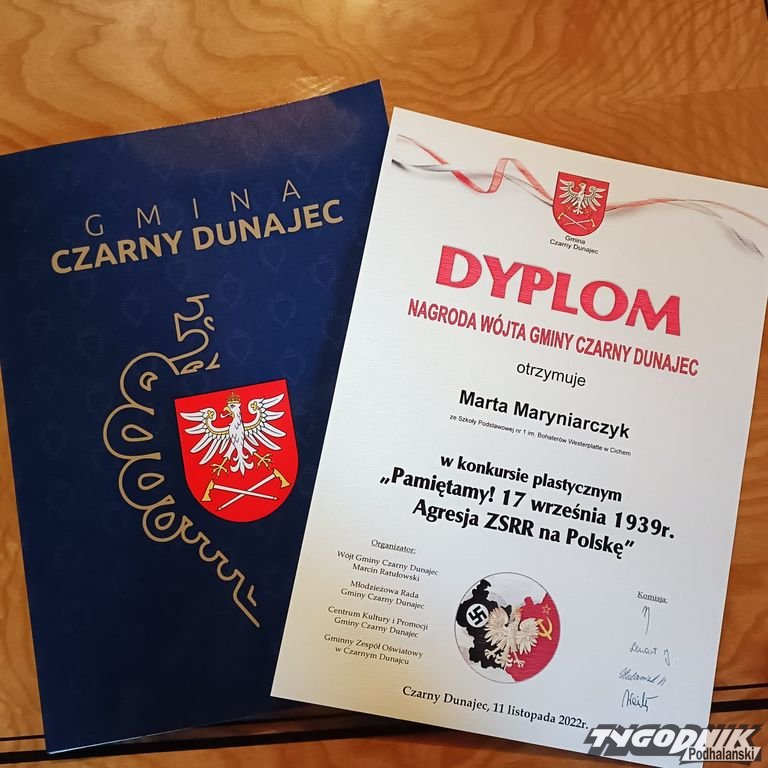 GMINA
CZARNY DUNAJEC
Gmina
Czarny Dunajec
DYPLOM
NAGRODA WÓJTA GMINY CZARNY DUNAJEC
otrzymuje
Marta Maryniarczyk
ze Szkoły Podstawowej nr 1 im. Bohaterów Westerplatte w Cichem
w konkursie plastycznym
„Pamiętamy! 17 września 1939r.
Agresja ZSRR na Polskę”
Organizator:
Wójt Gminy Czarny Dunajec
Marcin Ratułowski
Młodzieżowa Rada
Gminy Czarny Dunajec
Centrum Kultury i Promocji
Gminy Czarny Dunajec
Gminny Zespół Oświatowy
w Czarnym Dunajcu
Komisja:
Czarny Dunajec, 11 listopada 2022r.
TYGODNIK
Podhalański